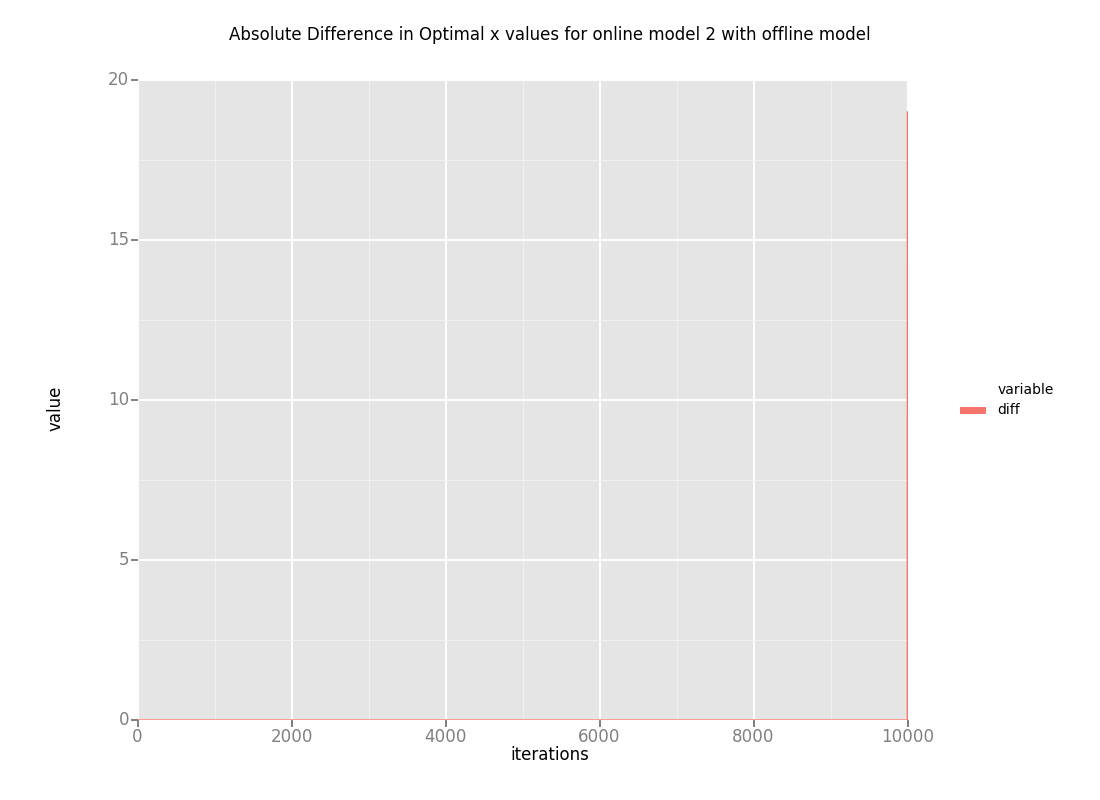 Absolute Difference in Optimal x values for online model 2 with offline model
20
15
10
5
0
value
0 2000 4000 6000 8000 10000
iterations
variable
diff